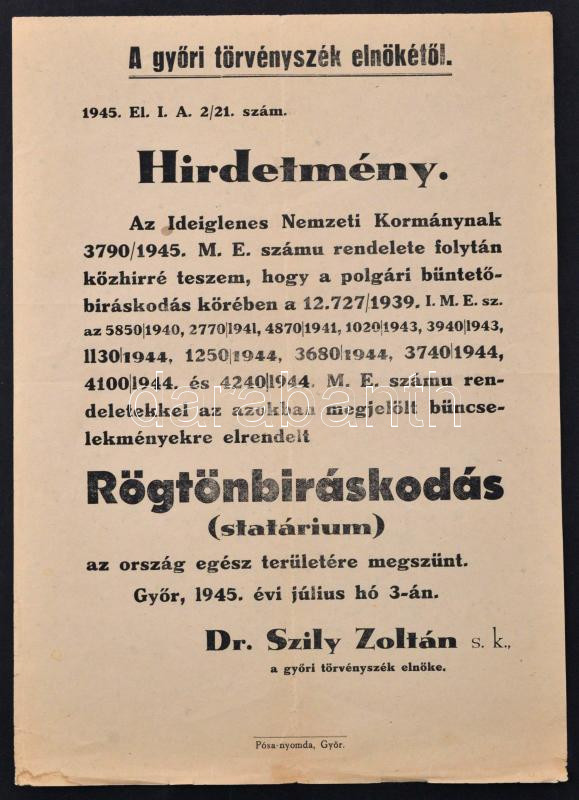 A győri törvényszék elnökétől.
1945. El. I. A. 2/21. szám.
Hirdetmény.
Az Ideiglenes Nemzeti Kormánynak
3790/1945. M. E. számu rendelete folytán
közhirré teszem, hogy a polgári büntető-
biráskodás körében a 12.727/1939. I. M. E. sz.
az 5850|1940, 2770|1941, 4870|1941, 1020|1943, 3940|1943,
1130|1944, 1250|1944, 3680|1944, 3740|1944,
4100|1944. és 4240|1944. M. E. számu ren-
deletekkel az azokban megjelölt büncse-
lekményekre elrendelt
Rögtönbiráskodás
(statárium)
az ország egész területére megszünt.
Győr, 1945. évi július hó 3-án.
Dr. Szily Zoltán s. k.,
a győri törvényszék elnöke.
Pósa-nyomda, Győr.
darabanth